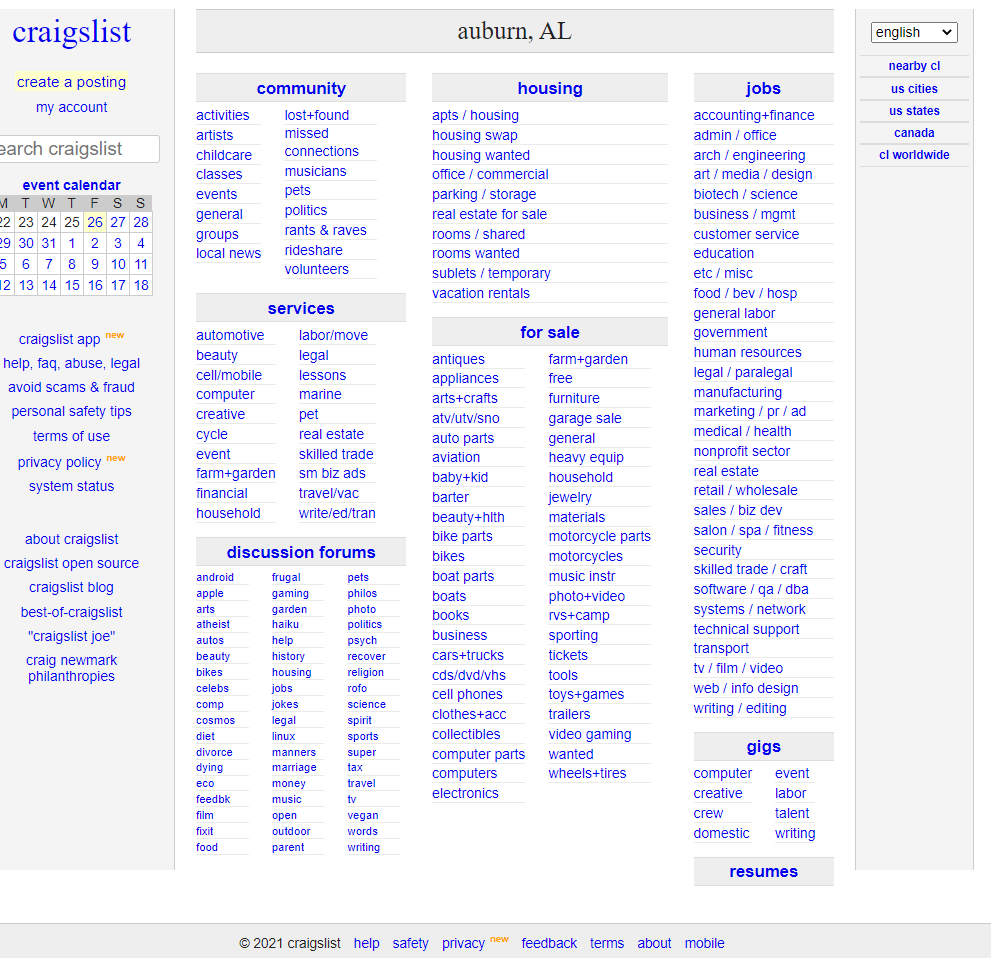 craigslist
create a posting
my account
earch craigslist
event calendar
M T W T F S S
22 23 24 25 26 27 28
29 30 31 1 2 3 4
5 6 7 8 9 10 11
12 13 14 15 16 17 18
craigslist app new
help, faq, abuse, legal
avoid scams & fraud
personal safety tips
terms of use
privacy policy new
system status
about craigslist
craigslist open source
craigslist blog
best-of-craigslist
"craigslist joe"
craig newmark
philanthropies
auburn, AL
community
activities
artists
childcare
classes
events
general
groups
local news
lost+found
missed
connections
musicians
pets
politics
rants & raves
rideshare
volunteers
services
automotive
beauty
cell/mobile
computer
creative
cycle
event
farm+garden
financial
household
labor/move
legal
lessons
marine
pet
real estate
skilled trade
sm biz ads
travel/vac
write/ed/tran
discussion forums
android
apple
arts
atheist
autos
beauty
bikes
celebs
comp
cosmos
diet
divorce
dying
eco
feedbk
film
fixit
food
frugal
gaming
garden
haiku
help
history
housing
jobs
jokes
legal
linux
manners
marriage
money
music
open
outdoor
parent
pets
philos
photo
politics
psych
recover
religion
rofo
science
spirit
sports
super
tax
travel
tv
vegan
words
writing
housing
apts / housing
housing swap
housing wanted
office / commercial
parking / storage
real estate for sale
rooms / shared
rooms wanted
sublets / temporary
vacation rentals
for sale
antiques
appliances
arts+crafts
atv/utv/sno
auto parts
aviation
baby+kid
barter
beauty+hlth
bike parts
bikes
boat parts
boats
books
business
cars+trucks
cds/dvd/vhs
cell phones
clothes+acc
collectibles
computer parts
computers
electronics
farm+garden
free
furniture
garage sale
general
heavy equip
household
jewelry
materials
motorcycle parts
motorcycles
music instr
photo+video
rvs+camp
sporting
tickets
tools
toys+games
trailers
video gaming
wanted
wheels+tires
jobs
accounting+finance
admin / office
arch / engineering
art / media / design
biotech / science
business / mgmt
customer service
education
etc / misc
food / bev / hosp
general labor
government
human resources
legal / paralegal
manufacturing
marketing / pr / ad
medical / health
nonprofit sector
real estate
retail / wholesale
sales / biz dev
salon / spa / fitness
security
skilled trade / craft
software / qa / dba
systems / network
technical support
transport
tv / film / video
web / info design
writing / editing
gigs
computer
creative
crew
domestic
event
labor
talent
writing
resumes
english
nearby cl
us cities
us states
canada
cl worldwide
© 2021 craigslist help safety privacy new feedback terms about mobile